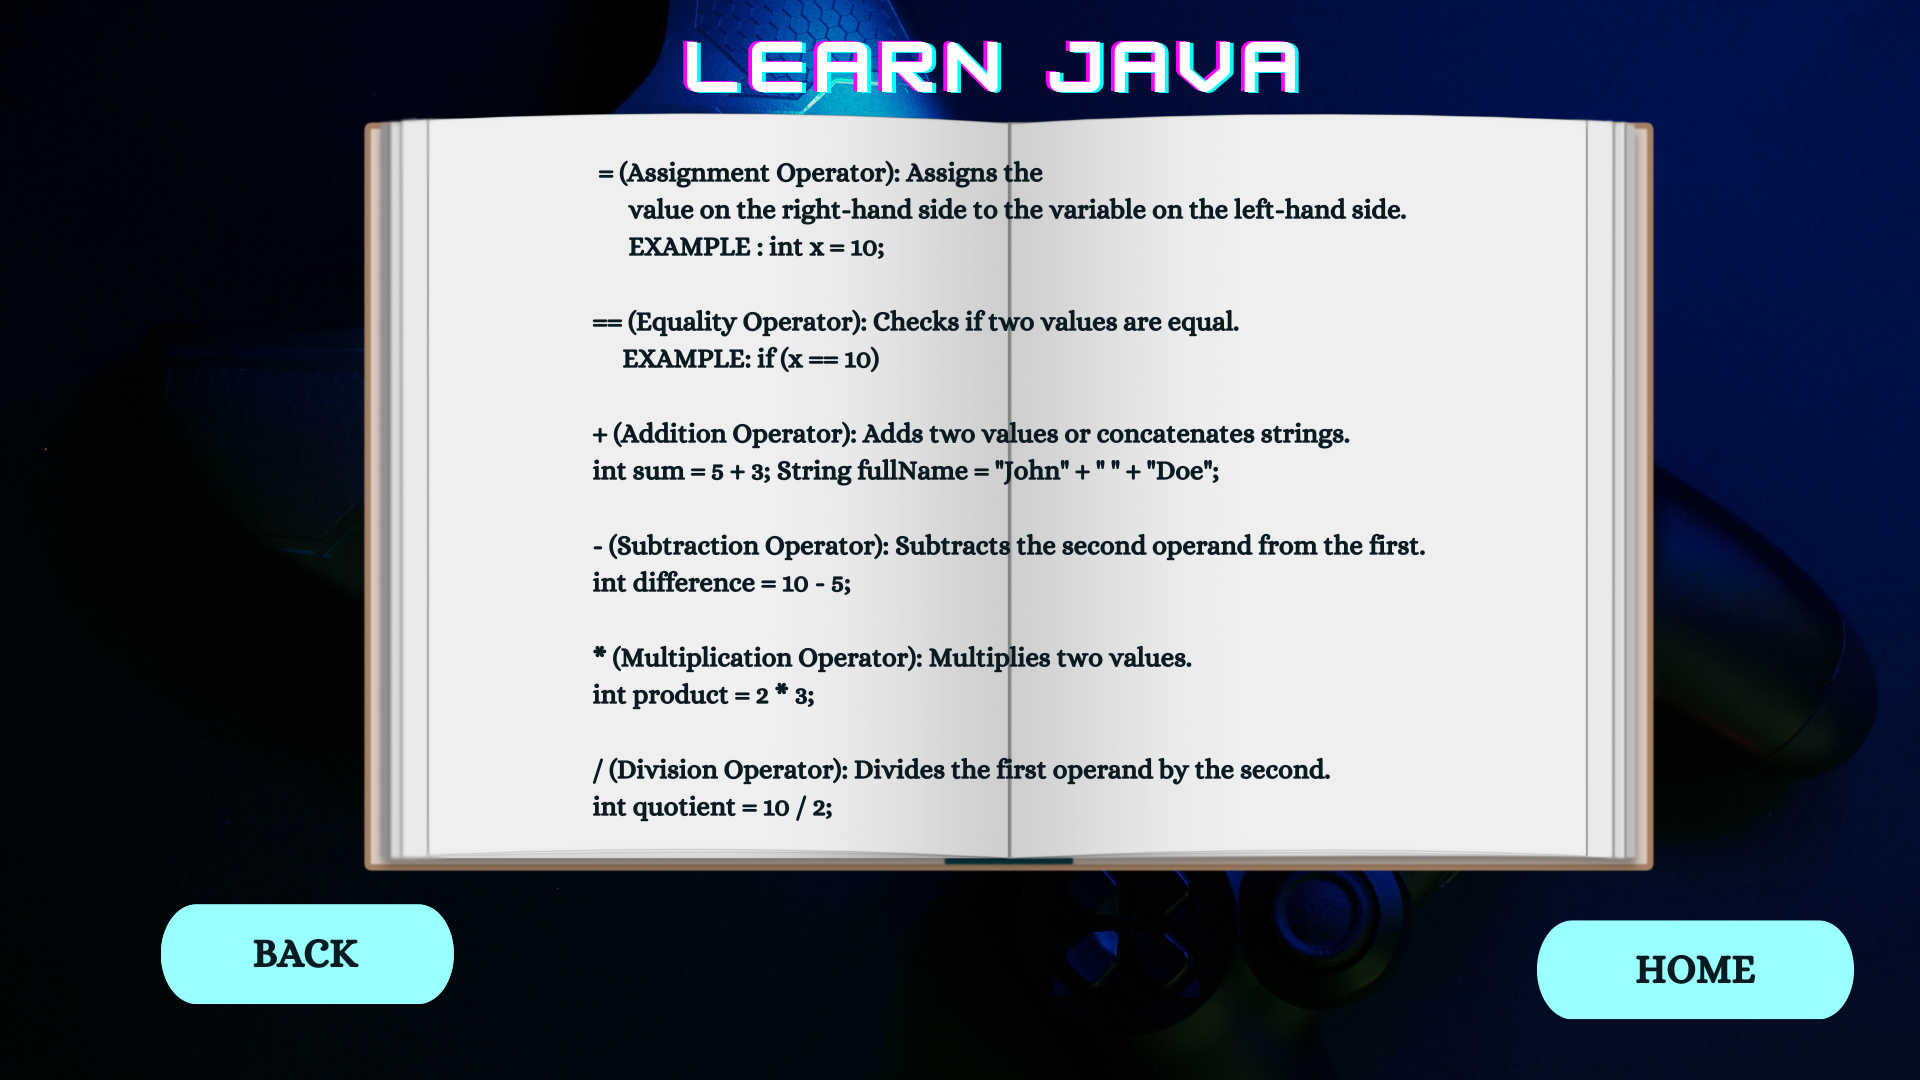 LEARN JAVA
= (Assignment Operator): Assigns the
value on the right-hand side to the variable on the left-hand side.
EXAMPLE : int x = 10;
== (Equality Operator): Checks if two values are equal.
EXAMPLE: if (x == 10)
+ (Addition Operator): Adds two values or concatenates strings.
int sum = 5 + 3; String fullName = "John" + " " + "Doe";
- (Subtraction Operator): Subtracts the second operand from the first.
int difference = 10 - 5;
* (Multiplication Operator): Multiplies two values.
int product = 2 * 3;
/ (Division Operator): Divides the first operand by the second.
int quotient = 10 / 2;
BACK
HOME